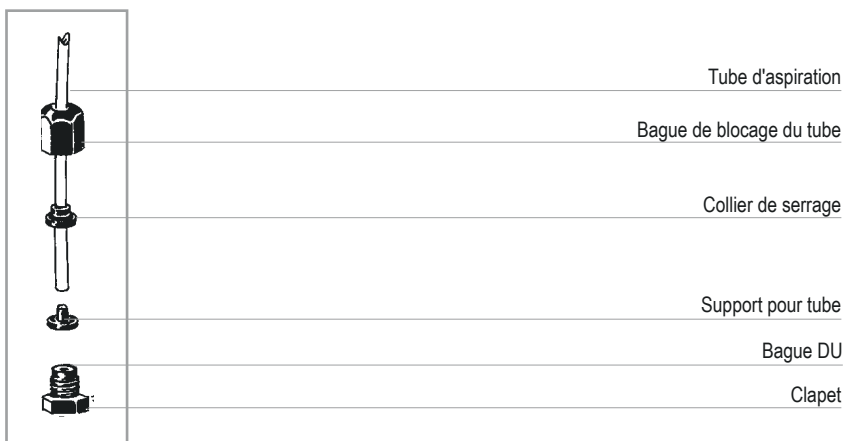 Tube d'aspiration
Bague de blocage du tube
Collier de serrage
Support pour tube
Bague DU
Clapet